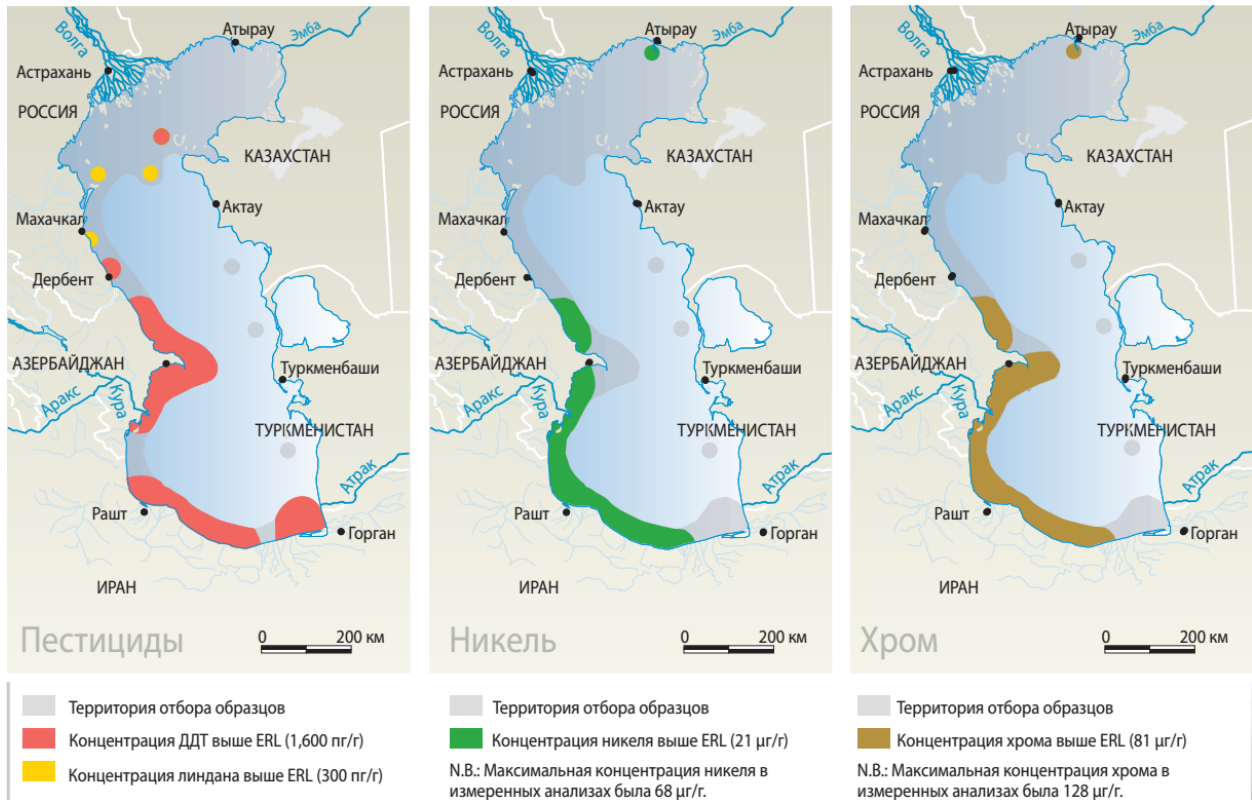 Волга
Атырау
Эмба
Астрахань
РОССИЯ
КАЗАХСТАН
Актау
Махачкал
Дербент
АЗЕРБАЙДЖАН
Туркменбаши
Аракс
Кура
ТУРКМЕНИСТАН
Атрак
Рашт
Горган
ИРАН
Пестициды
0 200 км
Территория отбора образцов
Концентрация ДДТ выше ERL (1,600 пг/г)
Концентрация линдана выше ERL (300 пг/г)
Волга
Атырау
Эмба
Астрахань
РОССИЯ
КАЗАХСТАН
Актау
Махачкал
Дербент
АЗЕРБАЙДЖАН
Туркменбаши
Аракс
Кура
ТУРКМЕНИСТАН
Атрак
Рашт
Горган
ИРАН
Никель
0 200 км
Территория отбора образцов
Концентрация никеля выше ERL (21 µг/г)
N.B.: Максимальная концентрация никеля в
измеренных анализах была 68 µг/г.
Волга
Атырау
Эмба
Астрахань
РОССИЯ
КАЗАХСТАН
Актау
Махачкал
Дербент
АЗЕРБАЙДЖАН
Туркменбаши
Аракс
Кура
ТУРКМЕНИСТАН
Атрак
Рашт
Горган
ИРАН
Хром
0 200 км
Территория отбора образцов
Концентрация хрома выше ERL (81 µг/г)
N.B.: Максимальная концентрация хрома в
измеренных анализах была 128 µг/г.